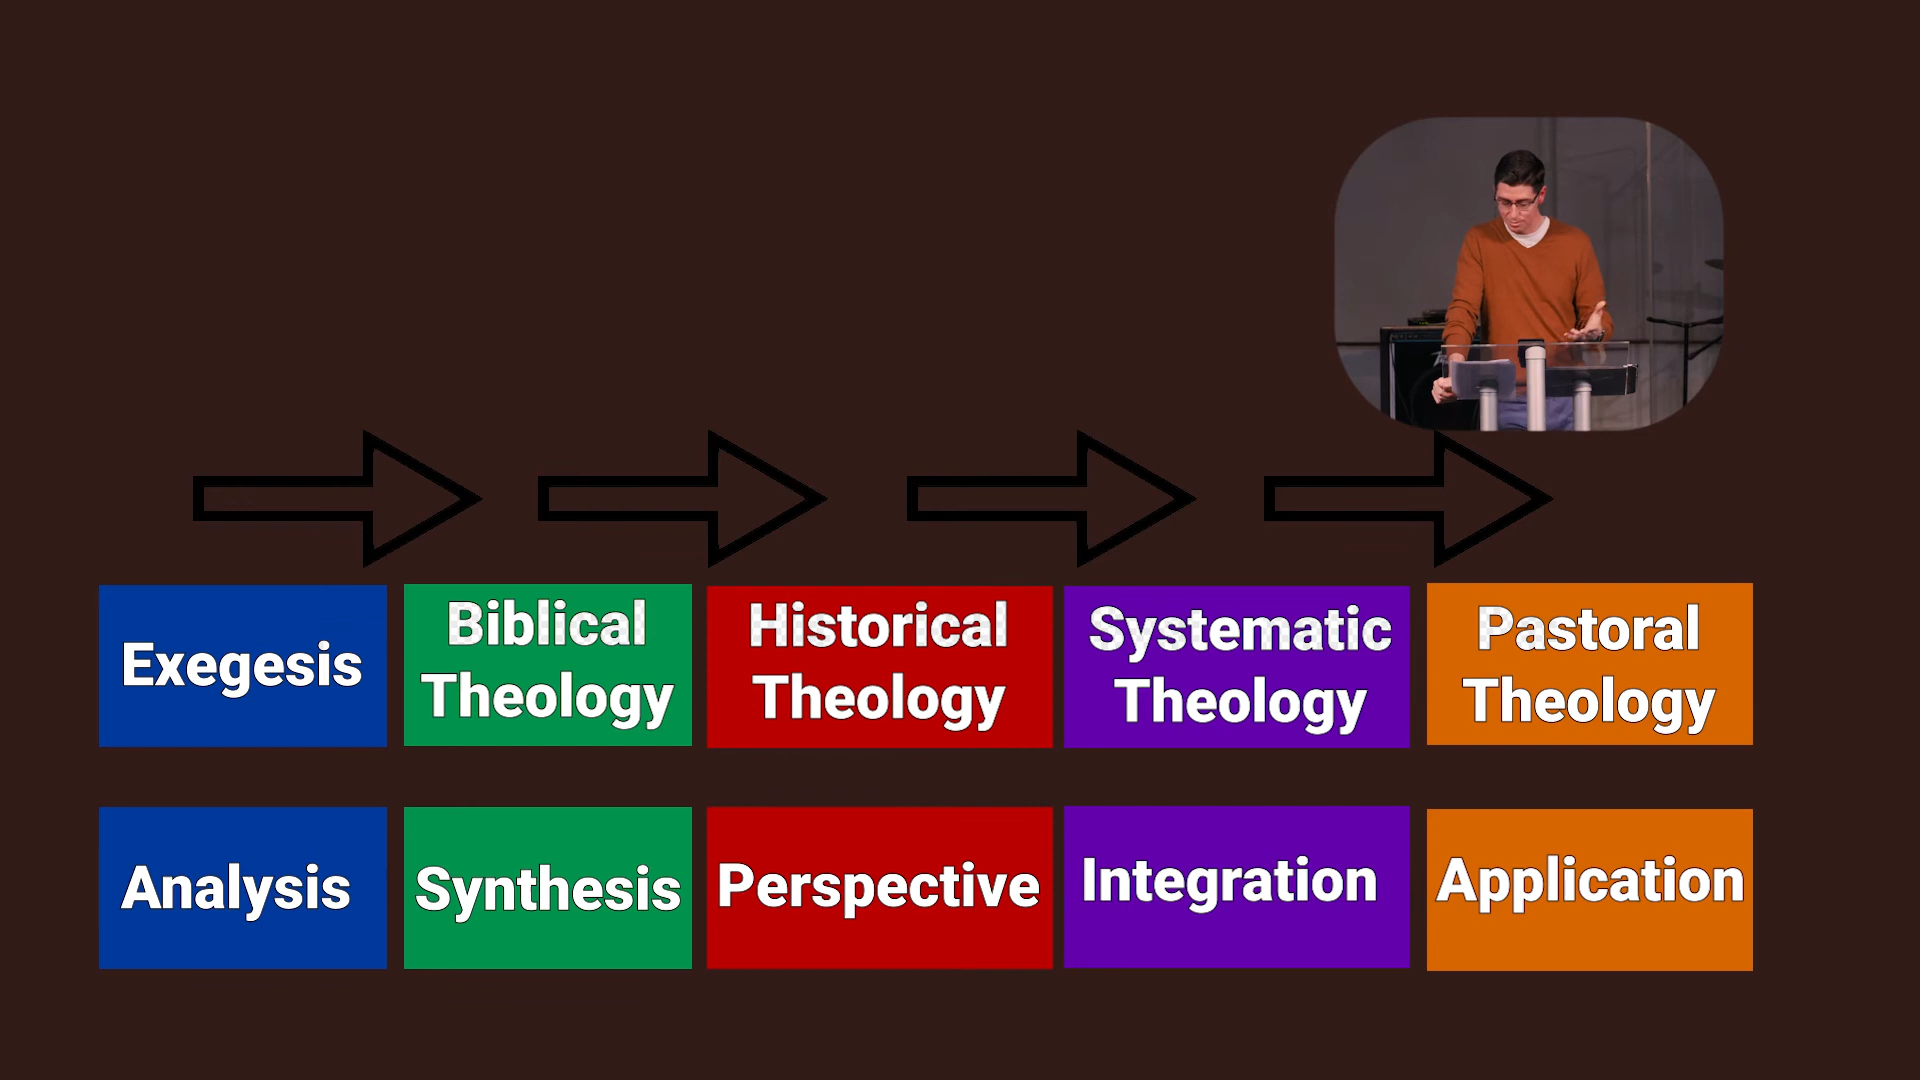 Exegesis
Biblical
Theology
Historical
Theology
Systematic
Theology
Pastoral
Theology
Analysis
Synthesis
Perspective
Integration
Application